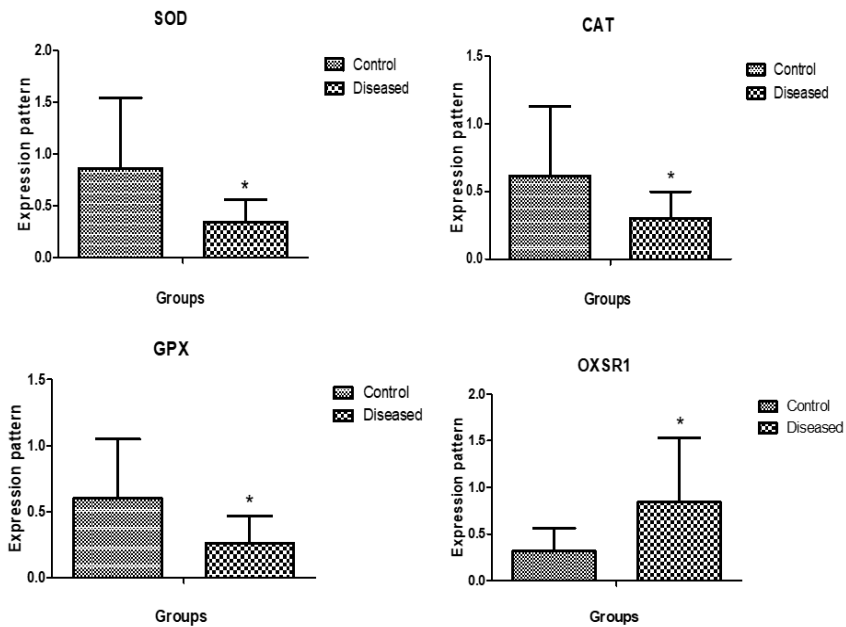 SOD
2.0
1.5
1.0
0.5
0.0
Expression pattern
*
Groups
Control
Diseased
CAT
1.5
1.0
0.5
0.0
Expression pattern
*
Groups
Control
Diseased
GPX
1.5
1.0
0.5
0.0
Expression pattern
*
Groups
Control
Diseased
OXSR1
2.0
1.5
1.0
0.5
0.0
Expression pattern
*
Groups
Control
Diseased